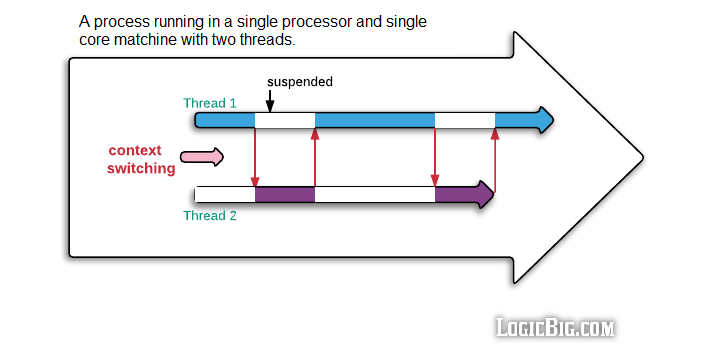 A process running in a single processor and single
core matchine with two threads.
suspended
Thread 1
context
switching
Thread 2
LogicBig.com